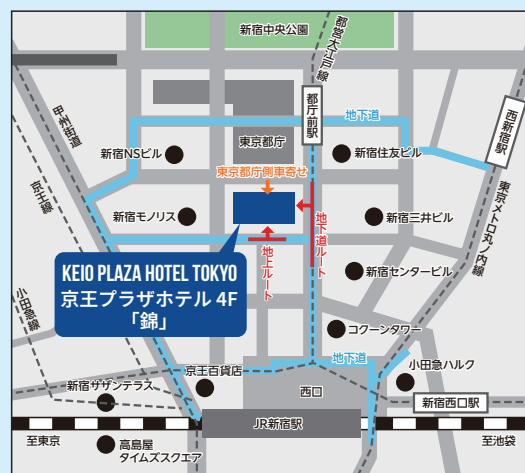 新宿中央公園
都営大江戸線
都庁前駅
地下道
西新宿駅
甲州街道
東京都庁
新宿NSビル
新宿住友ビル
東京都庁側車寄せ
京王線
新宿モノリス
新宿三井ビル
東京メトロ丸ノ内線
地下道ルート
地上ルート
KEIO PLAZA HOTEL TOKYO
京王プラザホテル 4F
「錦」
新宿センタービル
小田急線
コクーンタワー
地下道
小田急ハルク
京王百貨店
新宿サザンテラス
西口
新宿西口駅
JR新宿駅
至東京
至池袋
高島屋
タイムズスクエア